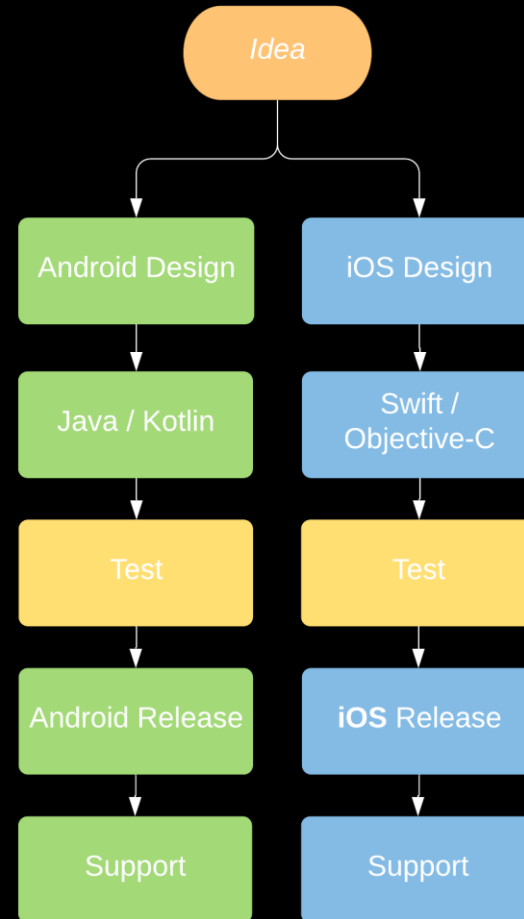 Idea
Android Design
iOS Design
Java / Kotlin
Swift /
Objective-C
Test
Test
Android Release
iOS Release
Support
Support